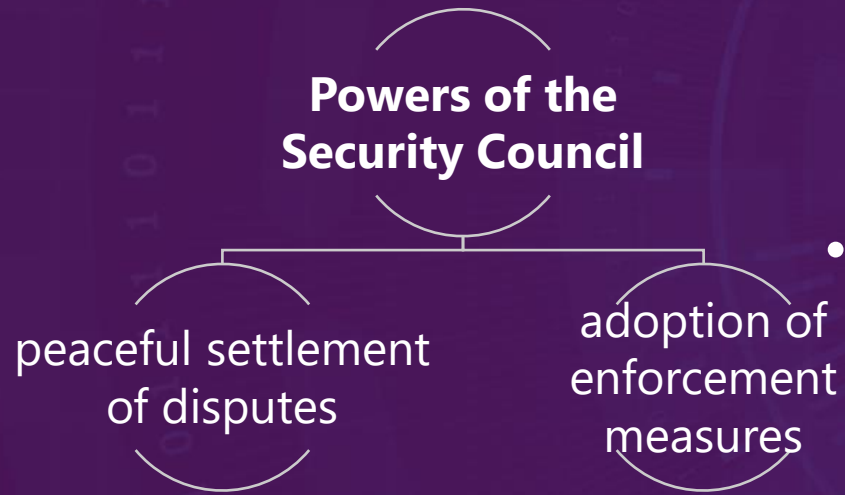 Powers of the
Security Council
peaceful settlement
of disputes
adoption of
enforcement
measures